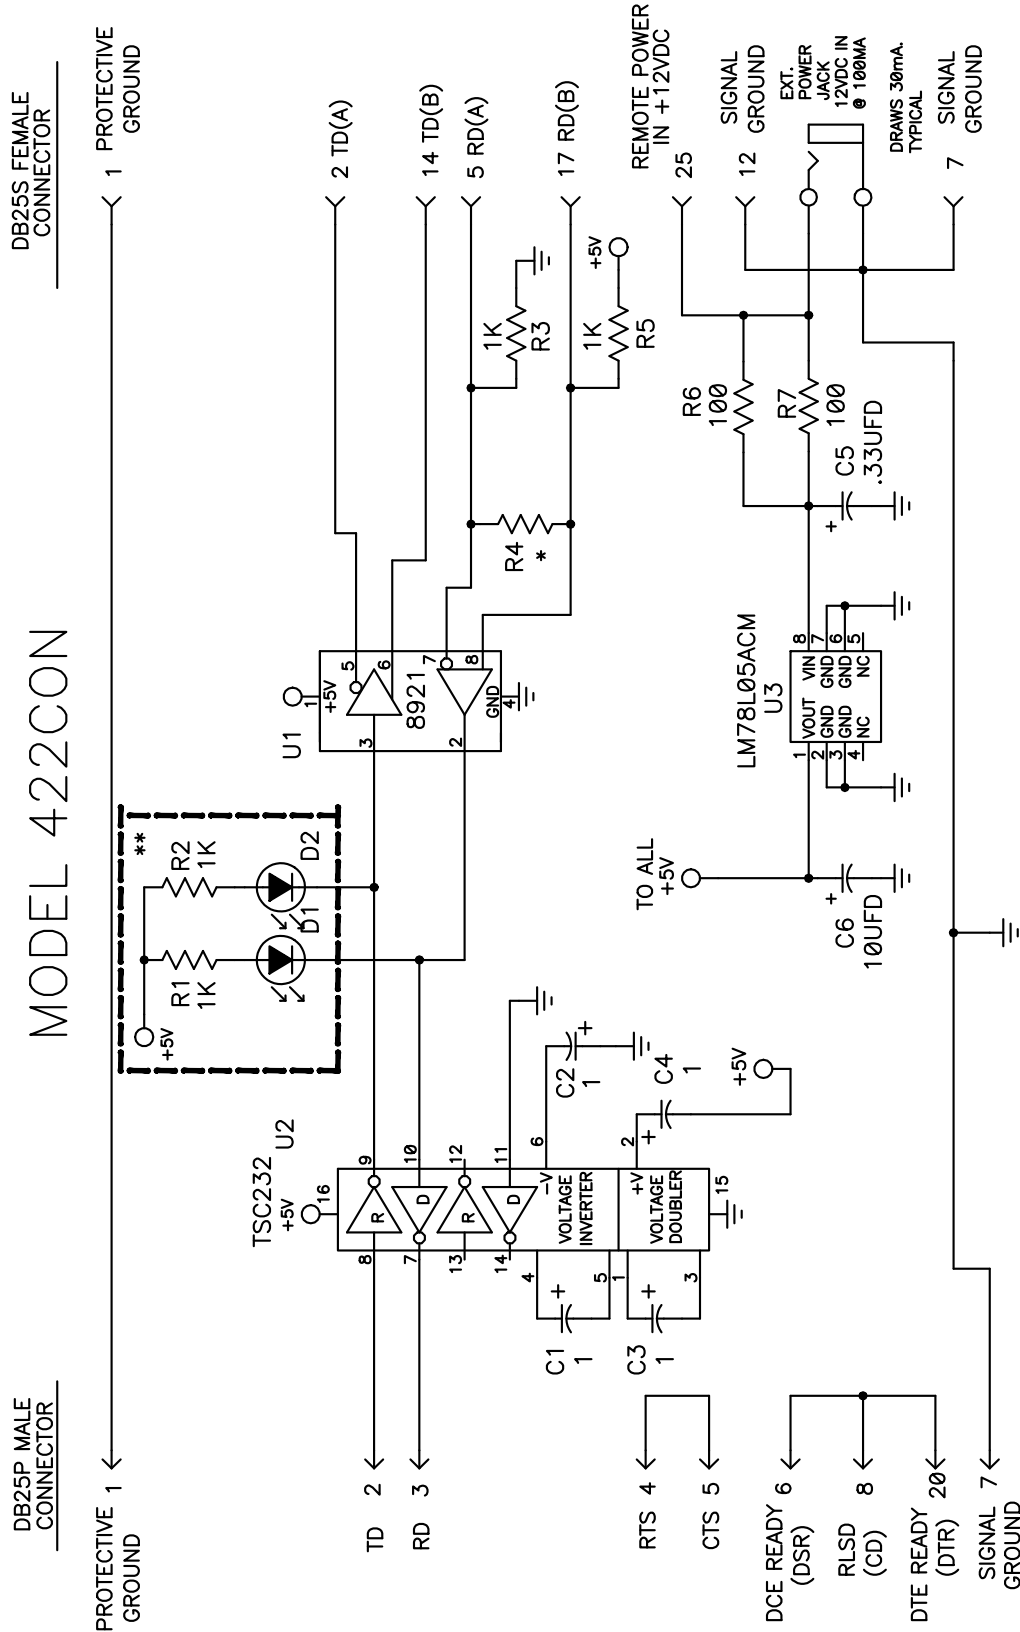 MODEL 422CON
DB25P MALE
CONNECTOR
DB25S FEMALE
CONNECTOR
PROTECTIVE 1
GROUND
1 PROTECTIVE
GROUND
+5V
R1
1K
R2
1K
**
D1
D2
TSC232
+5V
U2
16
TD 2
RD 3
8
R
9
7
D
10
13
R
12
14
D
11
4
5
VOLTAGE
INVERTER
-V
6
1
3
VOLTAGE
DOUBLER
+V
2
15
C1
1
+
C3
1
+
C2
1
+
C4
1
+
+5V
U1
1
+5V
3
5
6
8921
2
7
8
GND
4
2 TD(A)
14 TD(B)
5 RD(A)
17 RD(B)
R4
*
1K
R3
1K
R5
+5V
RTS 4
CTS 5
DCE READY 6
(DSR)
RLSD 8
(CD)
DTE READY 20
(DTR)
SIGNAL 7
GROUND
TO ALL
+5V
C6
10UFD
+
LM78L05ACM
U3
1 VOUT VIN 8
2 GND GND 7
3 GND GND 6
4 NC NC 5
+
C5
.33UFD
R6
100
R7
100
REMOTE POWER
IN +12VDC
25
12 SIGNAL
GROUND
EXT.
POWER
JACK
12VDC IN
@ 100MA
DRAWS 30mA.
TYPICAL
7 SIGNAL
GROUND